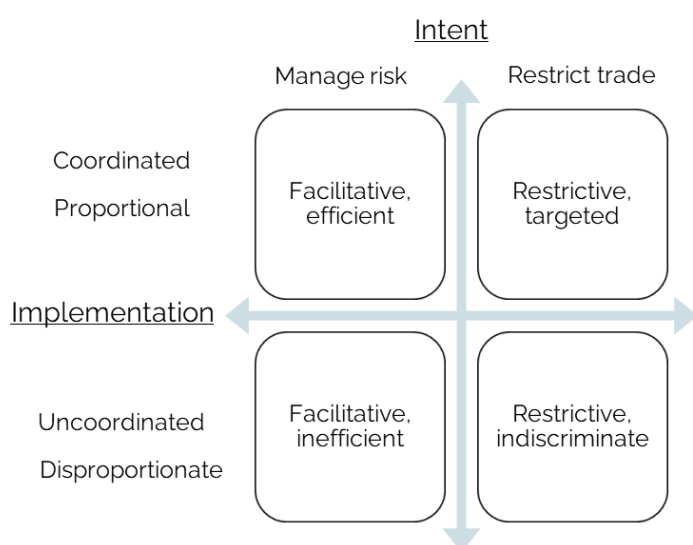 Intent
Manage risk
Restrict trade
Coordinated
Proportional
Facilitative,
efficient
Restrictive,
targeted
Implementation
Uncoordinated
Disproportionate
Facilitative,
inefficient
Restrictive,
indiscriminate